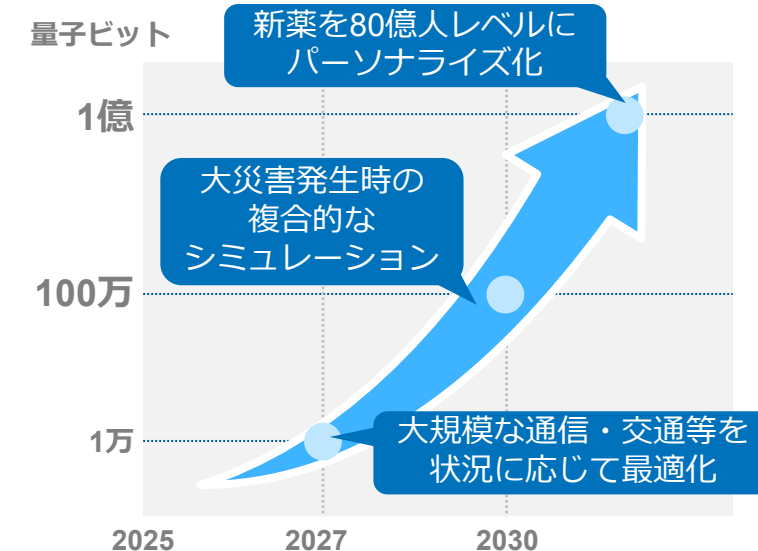 量子ビット
新薬を80億人レベルに
パーソナライズ化
1億
大災害発生時の
複合的な
シミュレーション
100万
大規模な通信・交通等を
状況に応じて最適化
1万
2025
2027
2030